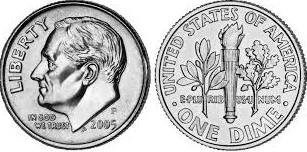 LIBERTY
IN GOD
WE TRUST
P
2005
UNITED STATES OF AMERICA
E PLURIBUS UNUM
ONE DIME